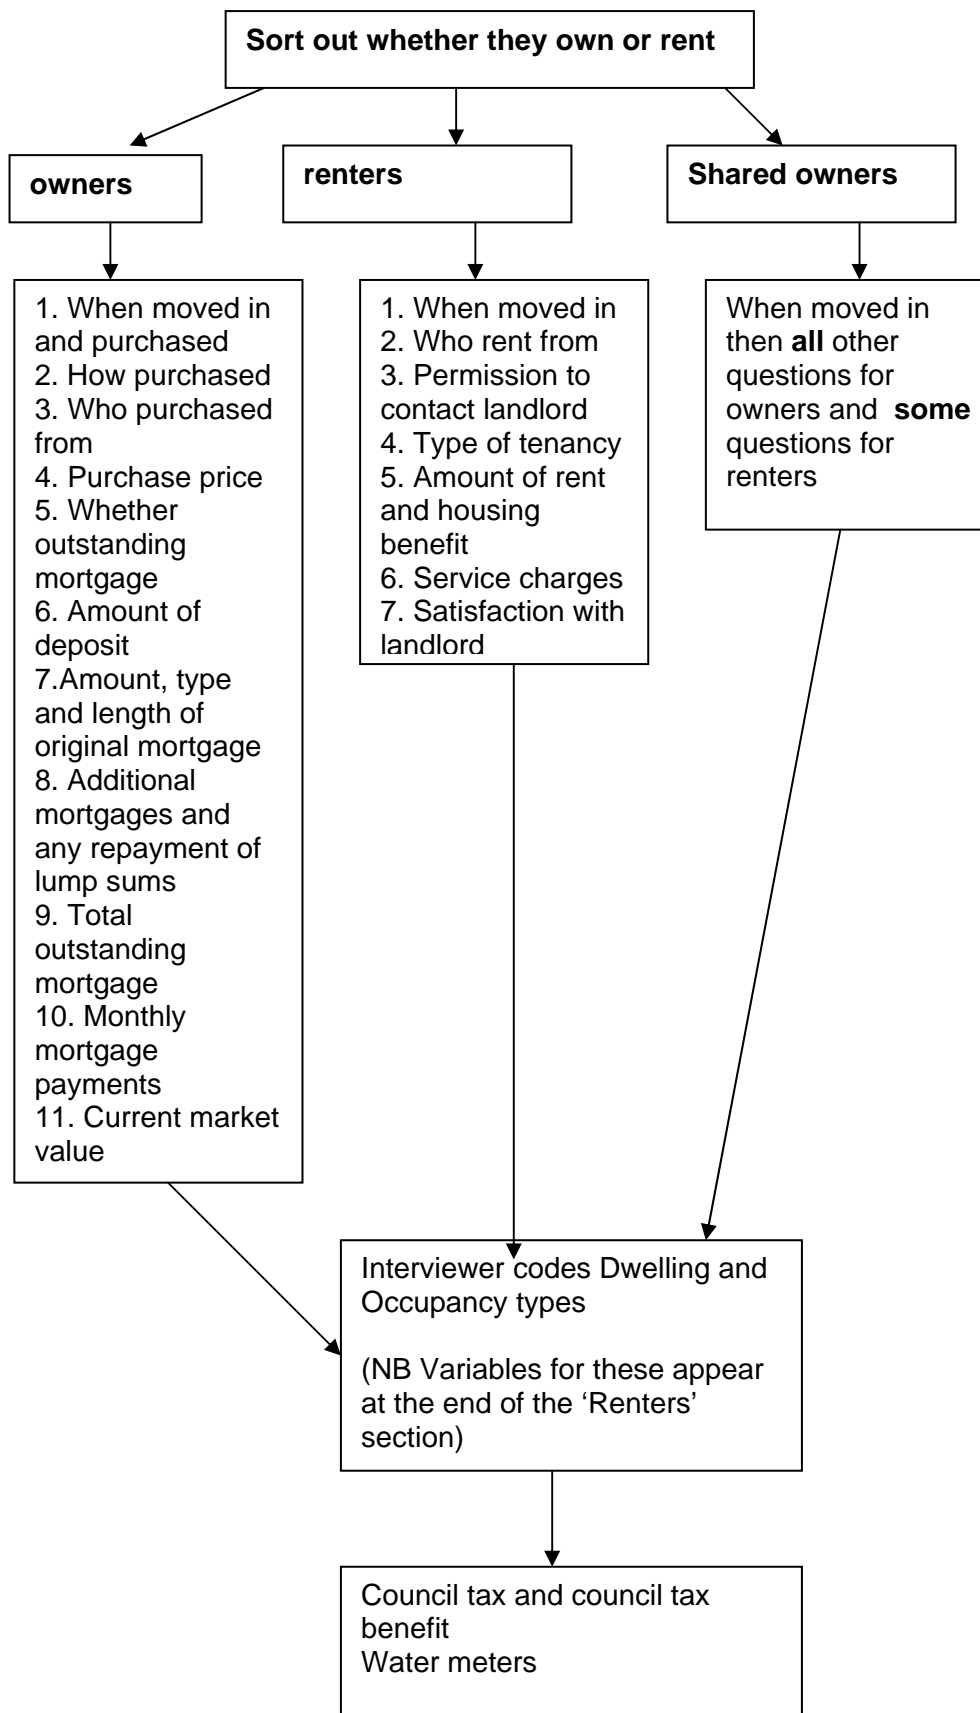 Sort out whether they own or rent
owners
renters
Shared owners
1. When moved in
and purchased
2. How purchased
3. Who purchased
from
4. Purchase price
5. Whether
outstanding
mortgage
6. Amount of
deposit
7.Amount, type
and length of
original mortgage
8. Additional
mortgages and
any repayment of
lump sums
9. Total
outstanding
mortgage
10. Monthly
mortgage
payments
11. Current market
value
1. When moved in
2. Who rent from
3. Permission to
contact landlord
4. Type of tenancy
5. Amount of rent
and housing
benefit
6. Service charges
7. Satisfaction with
landlord
When moved in
then all other
questions for
owners and some
questions for
renters
Interviewer codes Dwelling and
Occupancy types
(NB Variables for these appear
at the end of the ‘Renters’
section)
Council tax and council tax
benefit
Water meters